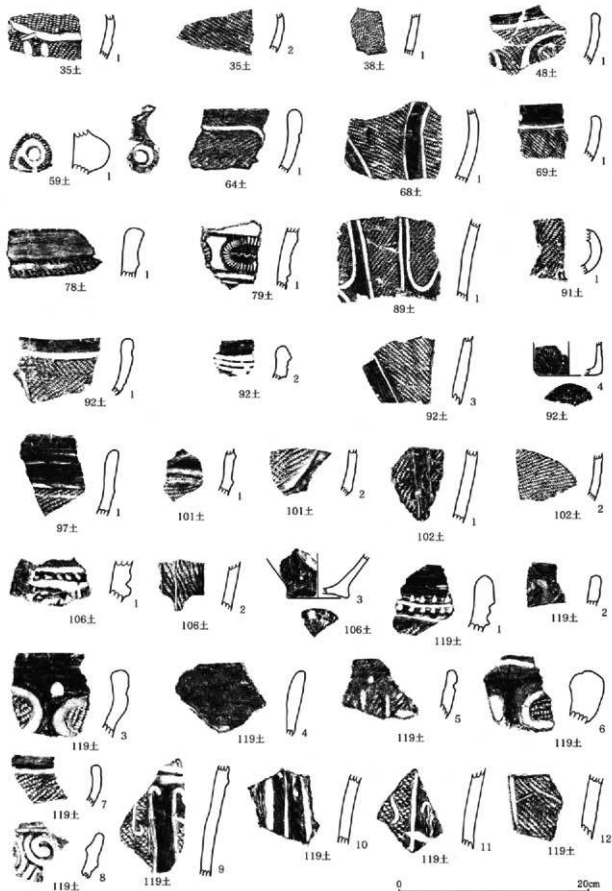 1 2 1 1
35土 35土 38土 48土
1 1 1 1
59土 64土 68土 69土
1 1 1 1
78土 79土 89土 91土
1 2 3 4
92土 92土 92土 92土
1 1 2 1 2
97土 101土 101土 102土 102土
1 2 3 1 2
106土 106土 106土 119土 119土
3 4 5 6
119土 119土 119土 119土
7
119土
8 9 10 11 12
119土 119土 119土 119土 119土
0 20cm